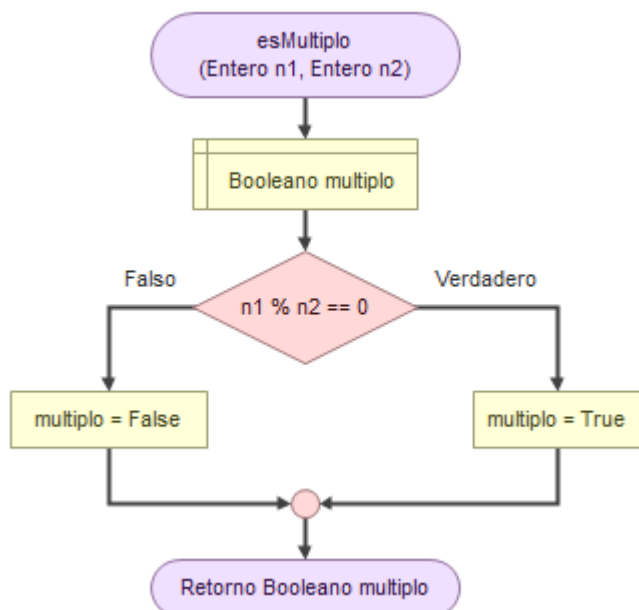 esMultiplo
(Entero n1, Entero n2)
Booleano multiplo
Falso
Verdadero
n1 % n2 == 0
multiplo = False
multiplo = True
Retorno Booleano multiplo